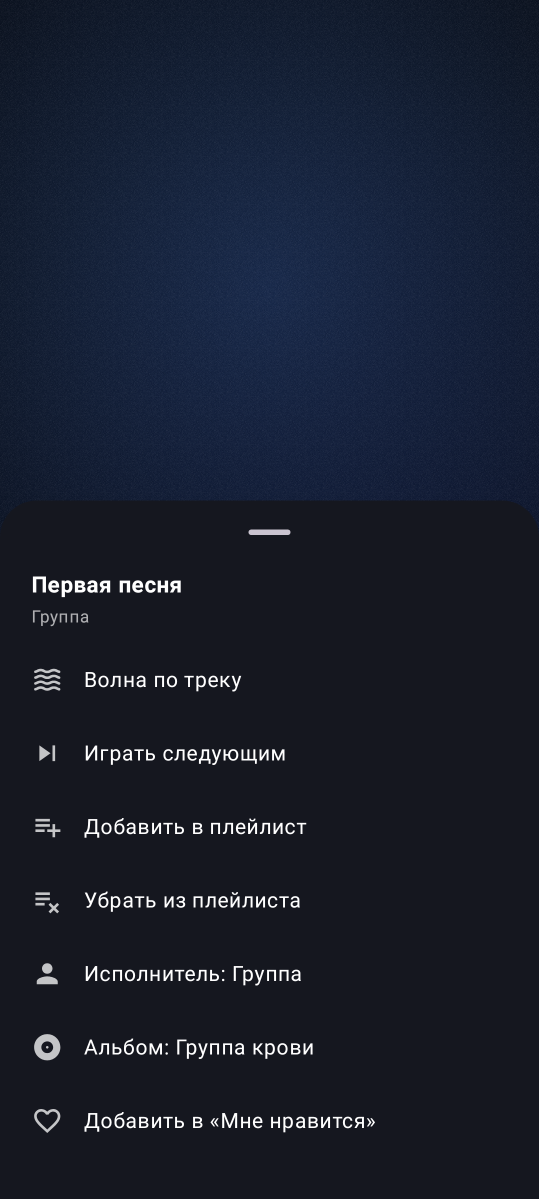 Первая песня
Группа
Волна по треку
Играть следующим
Добавить в плейлист
Убрать из плейлиста
Исполнитель: Группа
Альбом: Группа крови
Добавить в «Мне нравится»